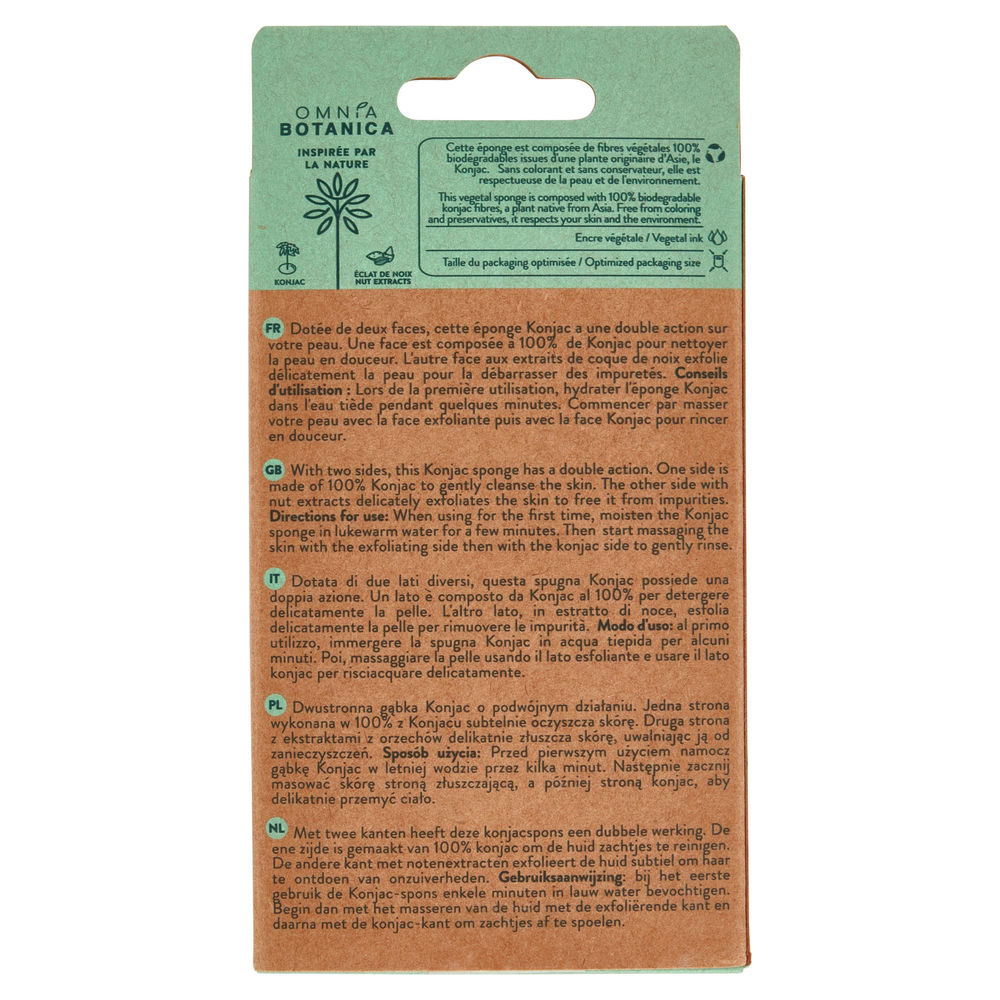 OMNIA
BOTANICA
INSPIRÉE PAR
LA NATURE
KONJAC
ÉCLAT DE NOIX
NUT EXTRACTS
Cette éponge est composée de fibres végétales 100%
biodégradables issues d'une plante originaire d'Asie, le
Konjac. Sans colorant et sans conservateur, elle est
respectueuse de la peau et de l'environnement.
This vegetal sponge is composed with 100% biodegradable
konjac fibres, a plant native from Asia. Free from coloring
and preservatives, it respects your skin and the environment.
Encre végétale / Vegetal ink
Taille du packaging optimisée / Optimized packaging size
FR Dotée de deux faces, cette éponge Konjac a une double action sur
votre peau. Une face est composée à 100% de Konjac pour nettoyer
la peau en douceur. L'autre face aux extraits de coque de noix exfolie
délicatement la peau pour la débarrasser des impuretés. Conseils
d'utilisation : Lors de la première utilisation, hydrater l'éponge Konjac
dans l'eau tiède pendant quelques minutes. Commencer par masser
votre peau avec la face exfoliante puis avec la face Konjac pour rincer
en douceur.
GB With two sides, this Konjac sponge has a double action. One side is
made of 100% Konjac to gently cleanse the skin. The other side with
nut extracts delicately exfoliates the skin to free it from impurities.
Directions for use: When using for the first time, moisten the Konjac
sponge in lukewarm water for a few minutes. Then start massaging the
skin with the exfoliating side then with the konjac side to gently rinse.
IT Dotata di due lati diversi, questa spugna Konjac possiede una
doppia azione. Un lato è composto da Konjac al 100% per detergere
delicatamente la pelle. L'altro lato, in estratto di noce, esfolia
delicatamente la pelle per rimuovere le impurità. Modo d'uso: al primo
utilizzo, immergere la spugna Konjac in acqua tiepida per alcuni
minuti. Poi, massaggiare la pelle usando il lato esfoliante e usare il lato
konjac per risciacquare delicatamente.
PL Dwustronna gąbka Konjac o podwójnym działaniu. Jedna strona
wykonana w 100% z Konjacu subtelnie oczyszcza skórę. Druga strona
z ekstraktami z orzechów delikatnie złuszcza skórę, uwalniając ją od
zanieczyszczeń. Sposób użycia: Przed pierwszym użyciem namocz
gąbkę Konjac w letniej wodzie przez kilka minut. Następnie zacznij
masować skórę stroną złuszczającą, a później stroną konjac, aby
delikatnie przemyć ciało.
NL Met twee kanten heeft deze konjacspons een dubbele werking. De
ene zijde is gemaakt van 100% konjac om de huid zachtjes te reinigen.
De andere kant met notenextracten exfolieert de huid subtiel om haar
te ontdoen van onzuiverheden. Gebruiksaanwijzing: bij het eerste
gebruik de Konjac-spons enkele minuten in lauw water bevochtigen.
Begin dan met het masseren van de huid met de exfoliërende kant en
daarna met de konjac-kant om zachtjes af te spoelen.